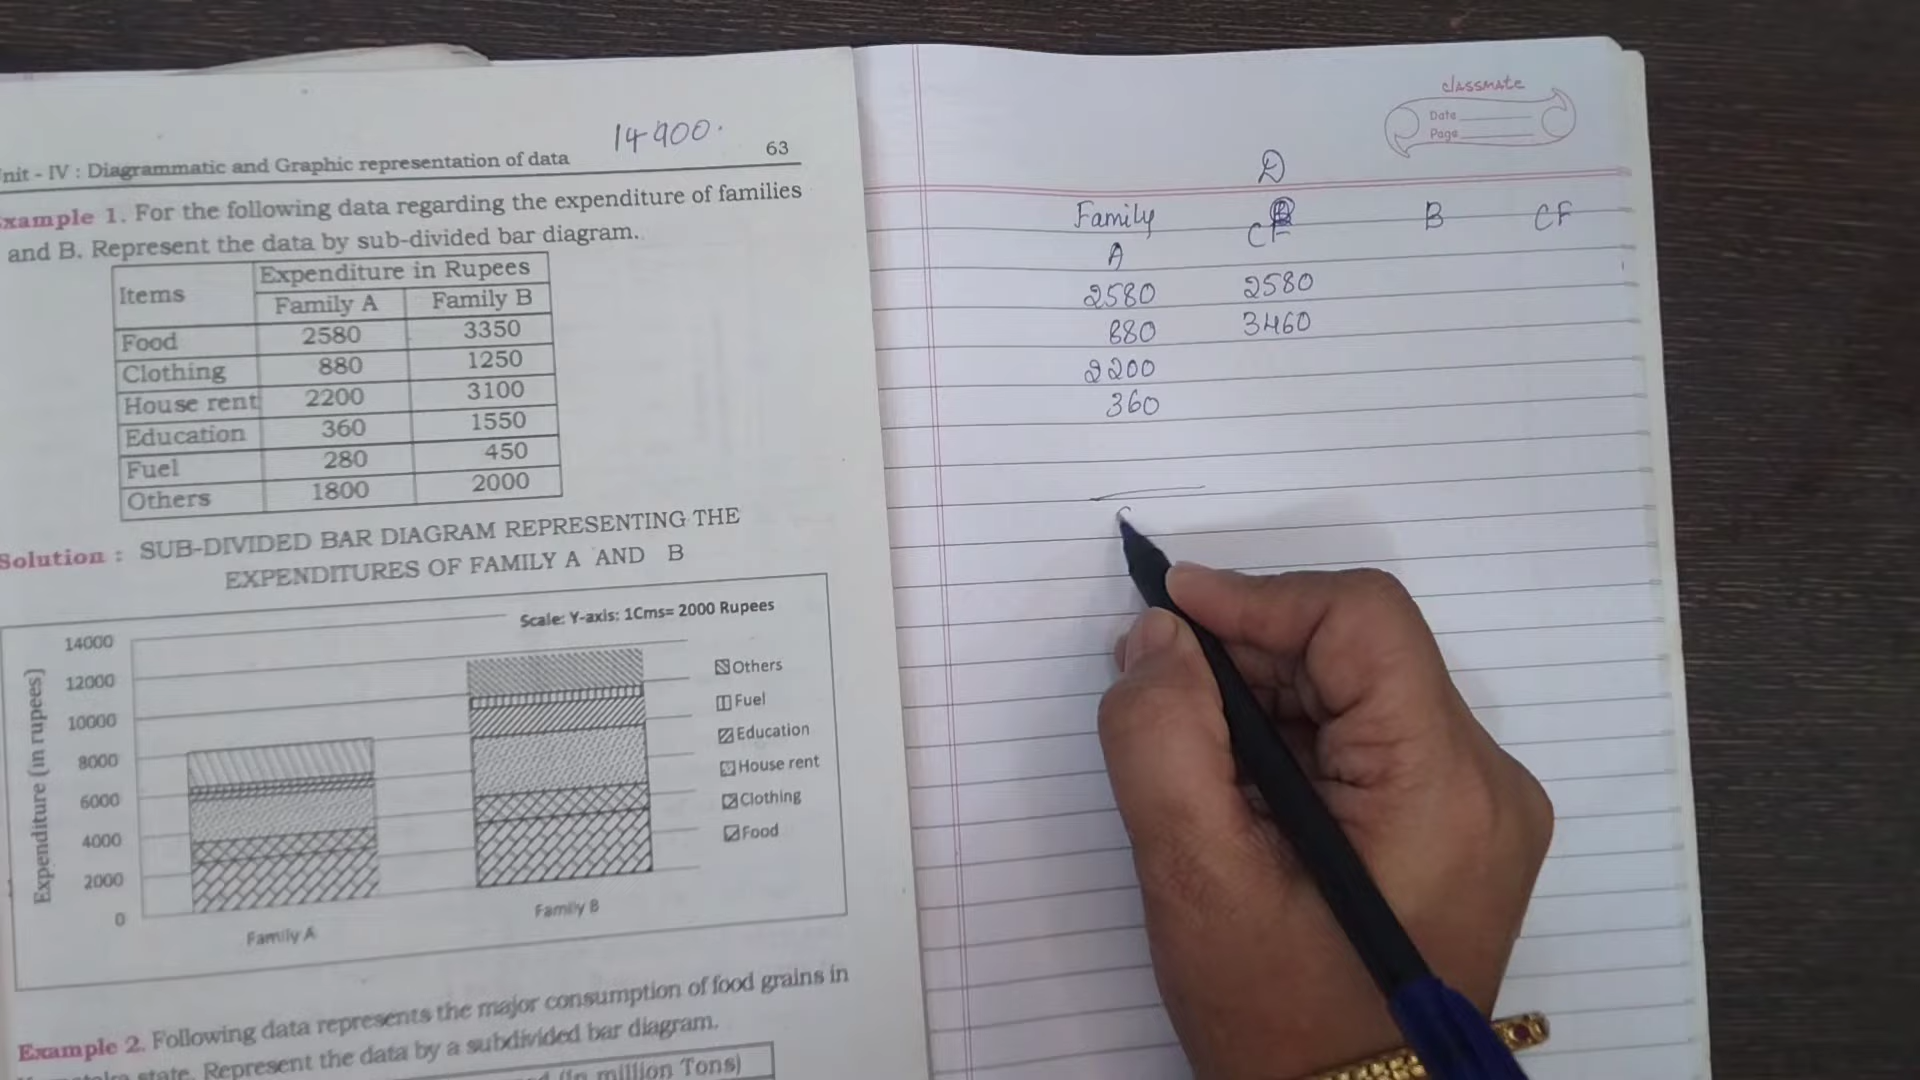 14900.
nit - IV : Diagrammatic and Graphic representation of data
63
xample 1. For the following data regarding the expenditure of families
and B. Represent the data by sub-divided bar diagram.
Items Expenditure in Rupees
Family A Family B
Food 2580 3350
Clothing 880 1250
House rent 2200 3100
Education 360 1550
Fuel 280 450
Others 1800 2000
Solution : SUB-DIVIDED BAR DIAGRAM REPRESENTING THE
EXPENDITURES OF FAMILY A AND B
Scale: Y-axis: 1Cms= 2000 Rupees
Expenditure (in rupees)
14000
12000
10000
8000
6000
4000
2000
0
Family A
Family B
Others
Fuel
Education
House rent
Clothing
Food
Example 2. Following data represents the major consumption of food grains in
state. Represent the data by a subdivided bar diagram.
(In million Tons)
classmate
Date
Page
Family CF B CF
A
2580 2580
880 3460
2200
360